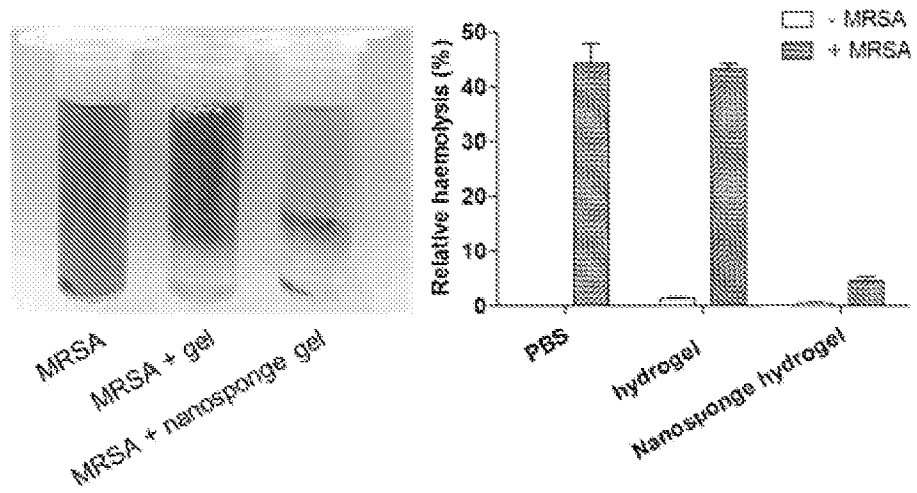 MRSA
MRSA + gel
MRSA + nanosponge gel
- MRSA
+ MRSA
Relative haemolysis (%)
50
40
30
20
10
0
PBS
hydrogel
Nanosponge hydrogel